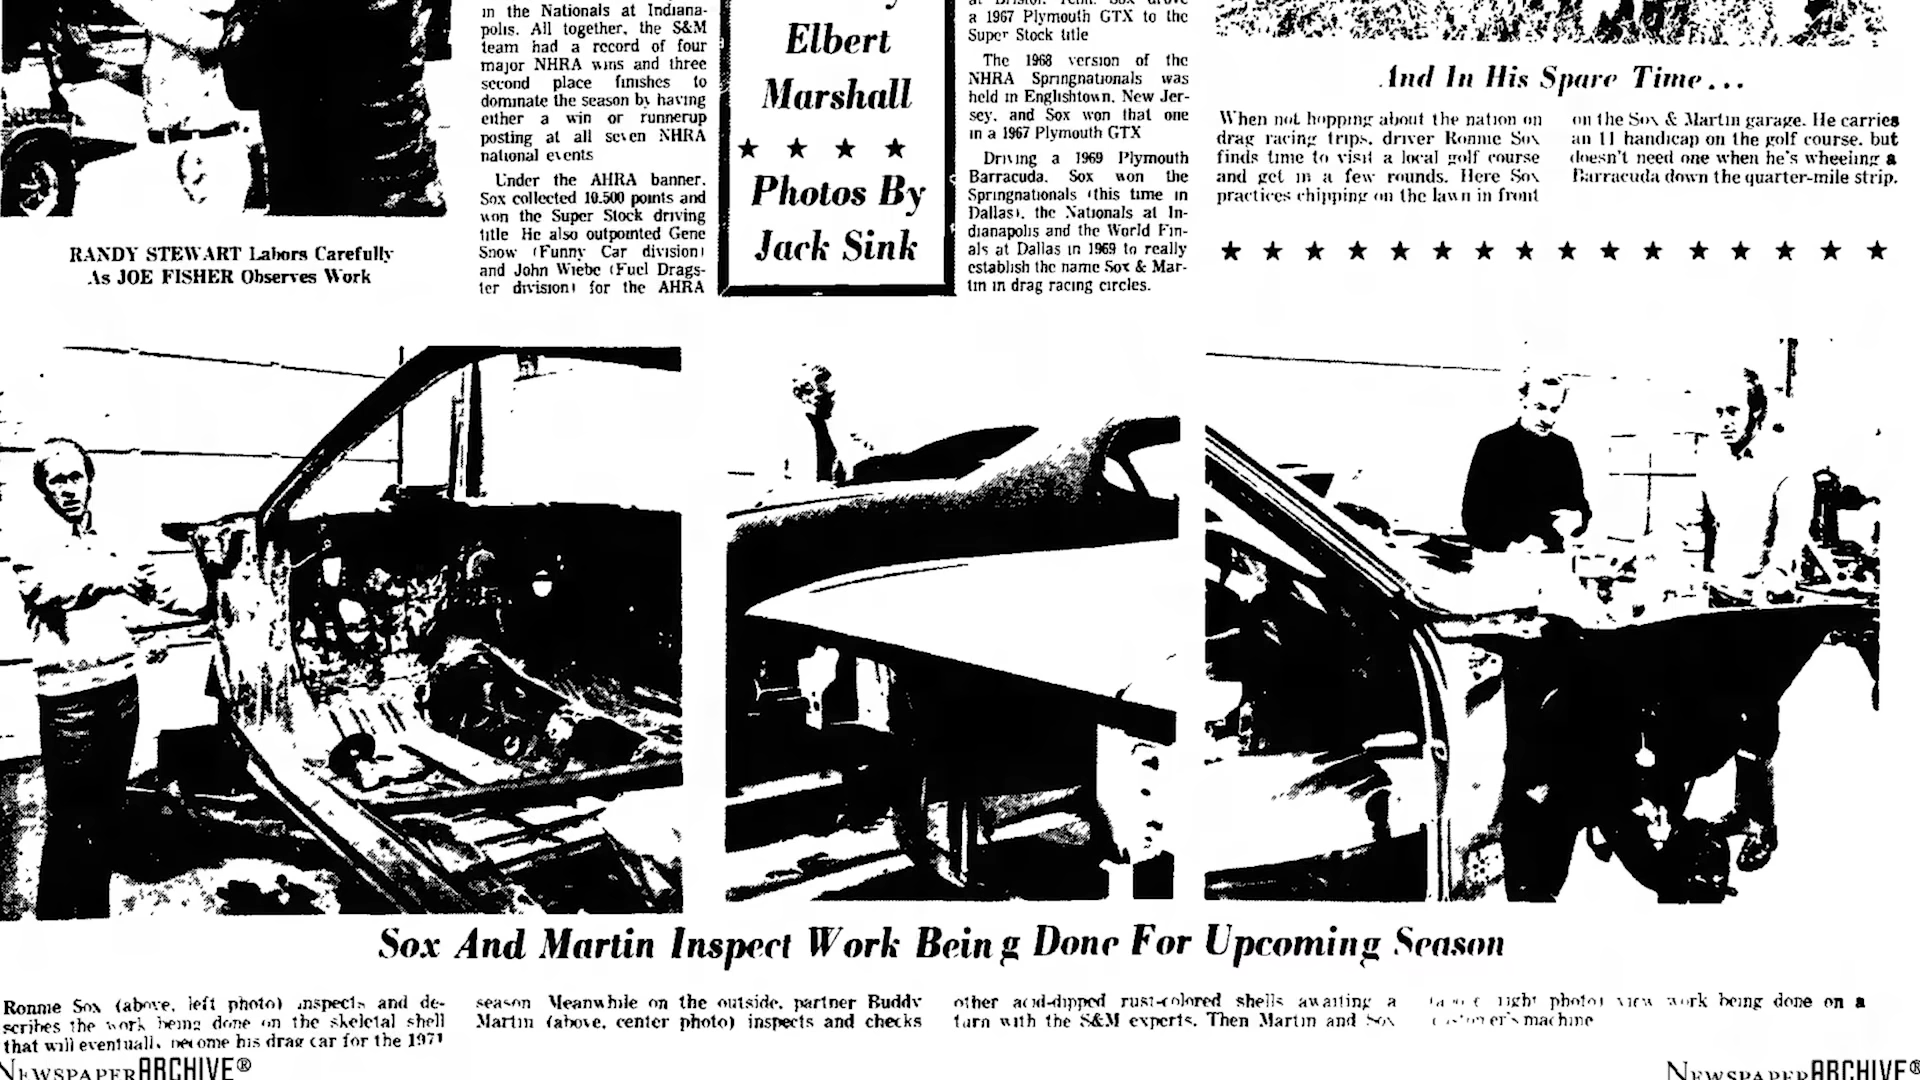 in the Nationals at Indiana-
polis. All together, the S&M
team had a record of four
major NHRA wins and three
second place finishes to
dominate the season by having
either a win or runnerup
posting at all seven NHRA
national events
Under the AHRA banner,
Sox collected 10.500 points and
won the Super Stock driving
title He also outpointed Gene
Snow (Funny Car division)
and John Wiebe (Fuel Drags-
ter division) for the AHRA
Elbert
Marshall
★ ★ ★ ★
Photos By
Jack Sink
a 1967 Plymouth GTX to the
Super Stock title
The 1968 version of the
NHRA Springnationals was
held in Englishtown, New Jer-
sey, and Sox won that one
in a 1967 Plymouth GTX
Driving a 1969 Plymouth
Barracuda, Sox won the
Springnationals (this time in
Dallas), the Nationals at In-
dianapolis and the World Fin-
als at Dallas in 1969 to really
establish the name Sox & Mar-
tin in drag racing circles.
And In His Spare Time...
When not hopping about the nation on
drag racing trips, driver Ronnie Sox
finds time to visit a local golf course
and get in a few rounds. Here Sox
practices chipping on the lawn in front
on the Sox & Martin garage. He carries
an 11 handicap on the golf course, but
doesn't need one when he's wheeling a
Barracuda down the quarter-mile strip.
★ ★ ★ ★ ★ ★ ★ ★ ★ ★ ★ ★ ★ ★ ★ ★
RANDY STEWART Labors Carefully
As JOE FISHER Observes Work
Sox And Martin Inspect Work Being Done For Upcoming Season
Ronnie Sox (above, left photo) inspects and de-
scribes the work being done on the skeletal shell
that will eventually become his drag car for the 1971
season Meanwhile on the outside, partner Buddy
Martin (above, center photo) inspects and checks
other acid-dipped rust-colored shells awaiting a
turn with the S&M experts. Then Martin and Sox
right photo) view work being done on a
customer's machine
NEWSPAPERARCHIVE®
NEWSPAPERARCHIVE®